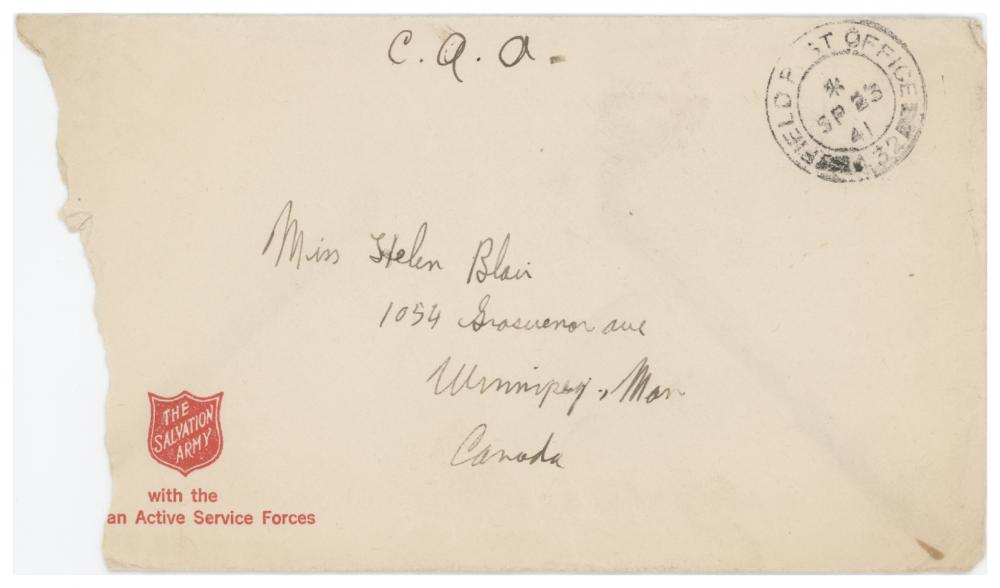 C.A.O.
FIELD POST OFFICE
*
SP 25
41
Miss Helen Blair
1054 Grosvenor ave
Winnipeg, Man
Canada
THE
SALVATION
ARMY
with the
an Active Service Forces